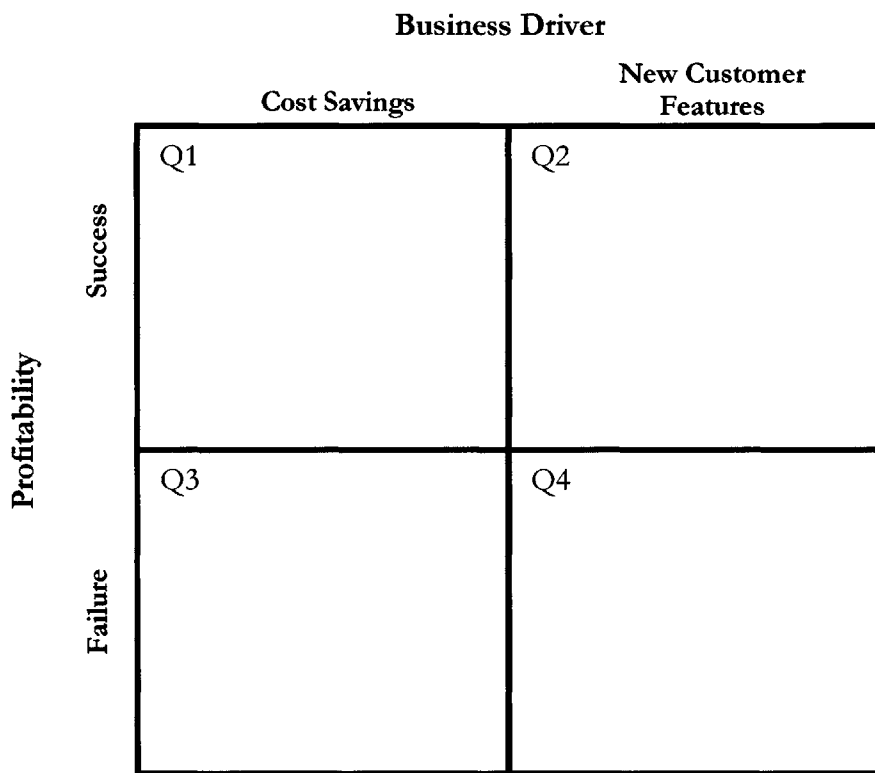 Business Driver
Cost Savings
New Customer
Features
Profitability
Success
Q1
Q2
Failure
Q3
Q4